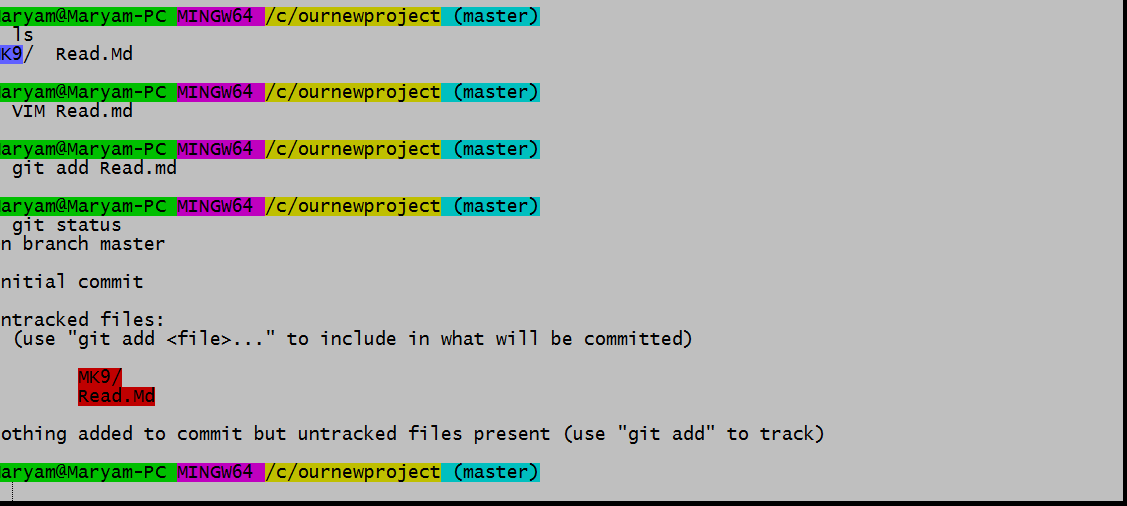 aryam@Maryam-PC MINGW64 /c/ournewproject (master)
ls
K9/  Read.Md
aryam@Maryam-PC MINGW64 /c/ournewproject (master)
VIM Read.md
aryam@Maryam-PC MINGW64 /c/ournewproject (master)
git add Read.md
aryam@Maryam-PC MINGW64 /c/ournewproject (master)
git status
n branch master
nitial commit
ntracked files:
(use "git add <file>..." to include in what will be committed)
MK9/
Read.Md
othing added to commit but untracked files present (use "git add" to track)
aryam@Maryam-PC MINGW64 /c/ournewproject (master)